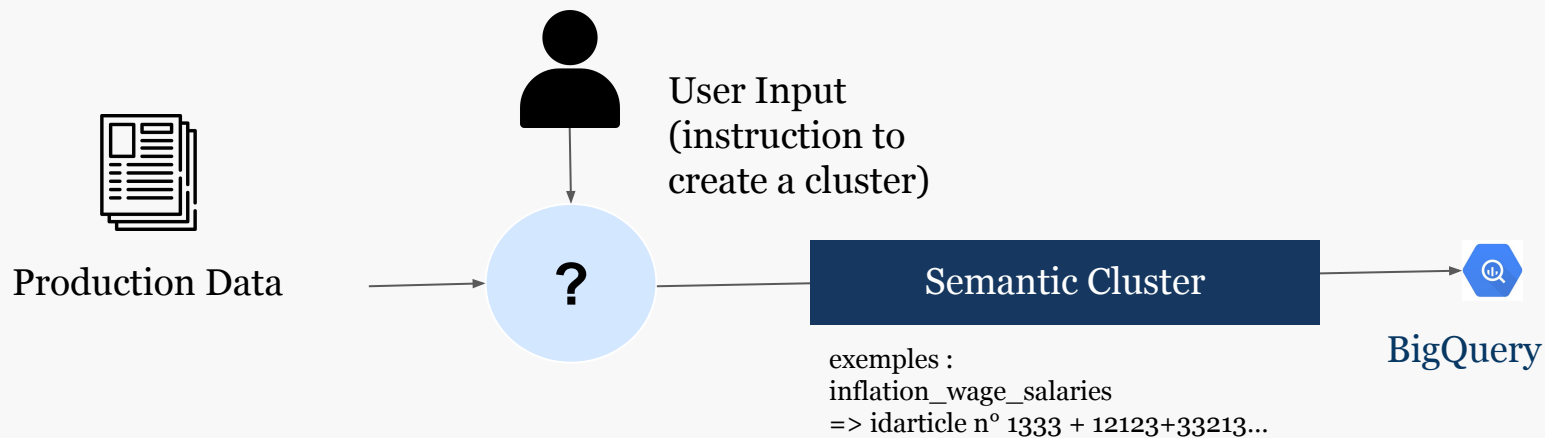 User Input
(instruction to
create a cluster)
Production Data
?
Semantic Cluster
BigQuery
exemples :
inflation_wage_salaries
=> idarticle n° 1333 + 12123+33213...